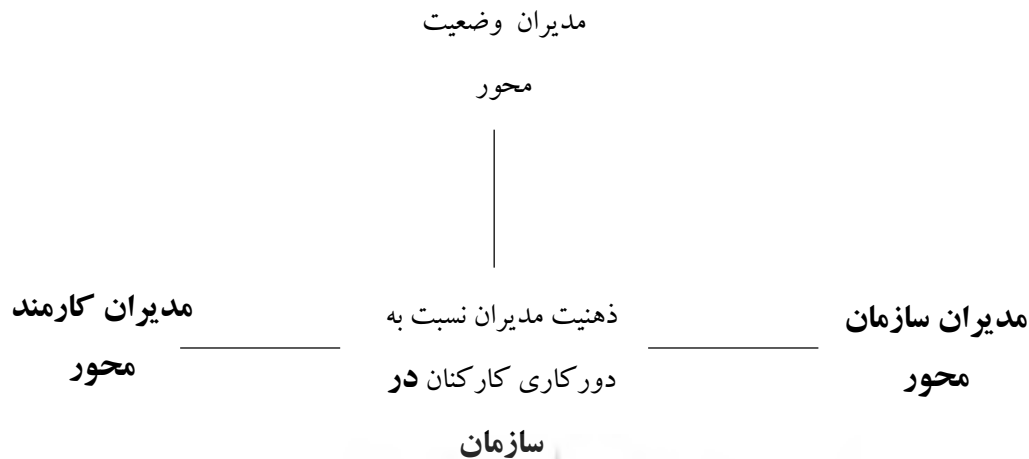 مدیران وضعیت
محور
مدیران سازمان
محور
ذهنیت مدیران نسبت به
دورکاری کارکنان در
سازمان
مدیران کارمند
محور